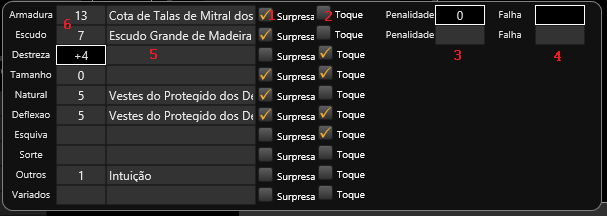 Armadura 13 Cota de Talas de Mitral dos Surpresa Toque Penalidade 0 Falha
Escudo 7 Escudo Grande de Madeira Surpresa Toque Penalidade Falha
Destreza +4 Surpresa Toque
Tamanho 0 Surpresa Toque
Natural 5 Vestes do Protegido dos De Surpresa Toque
Deflexao 5 Vestes do Protegido dos De Surpresa Toque
Esquiva Surpresa Toque
Sorte Surpresa Toque
Outros 1 Intuição Surpresa Toque
Variados Surpresa Toque
6 1 2
5 3 4